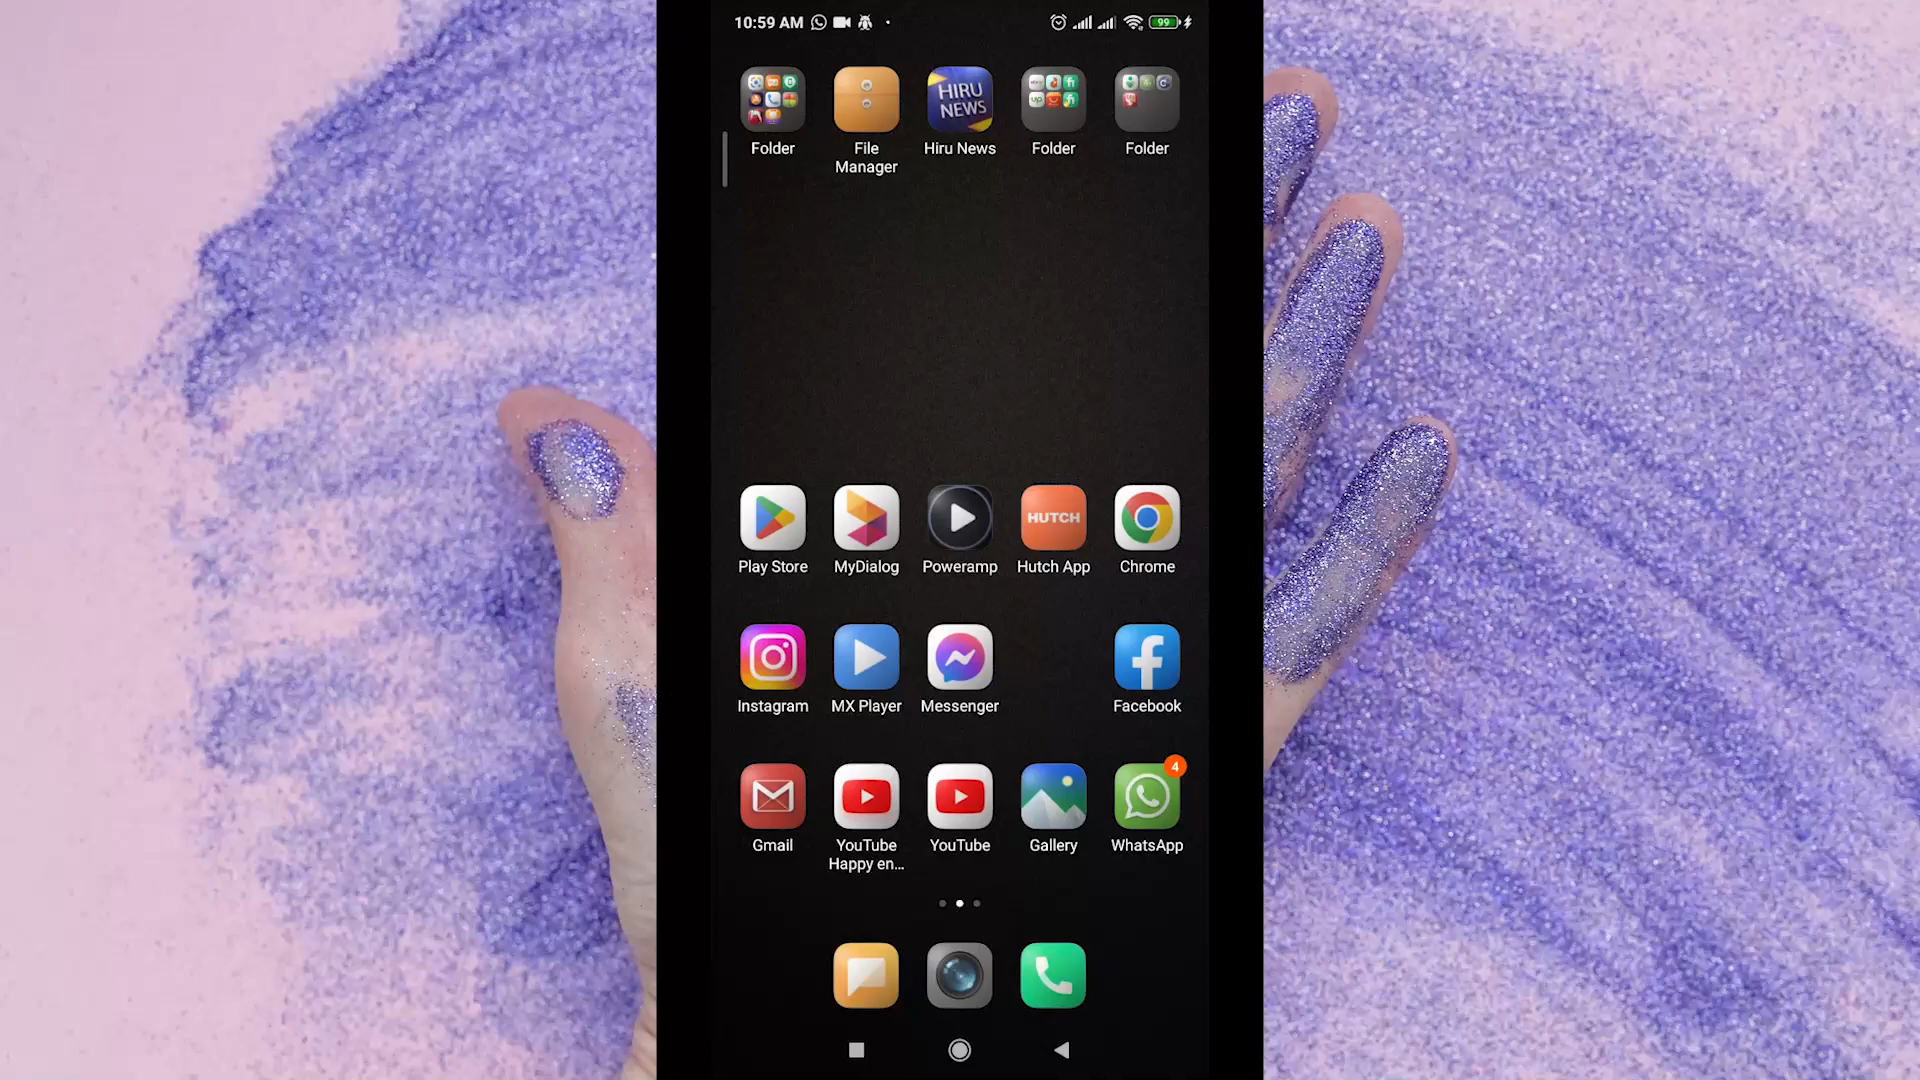 10:59 AM
99
HIRU
NEWS
up
Folder
File
Manager
Hiru News
Folder
Folder
HUTCH
Play Store
MyDialog
Poweramp
Hutch App
Chrome
Instagram
MX Player
Messenger
Facebook
4
Gmail
YouTube
Happy en...
YouTube
Gallery
WhatsApp